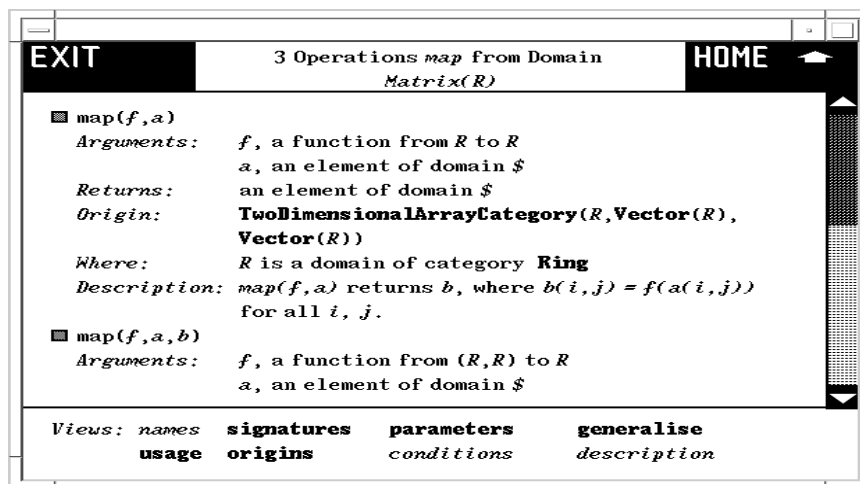 EXIT
3 Operations map from Domain
Matrix(R)
HOME
map(f,a)
Arguments: f, a function from R to R
a, an element of domain $
Returns: an element of domain $
Origin: TwoDimensionalArrayCategory(R,Vector(R),
Vector(R))
Where: R is a domain of category Ring
Description: map(f,a) returns b, where b(i,j) = f(a(i,j))
for all i, j.
map(f,a,b)
Arguments: f, a function from (R,R) to R
a, an element of domain $
Views: names signatures parameters generalise
usage origins conditions description